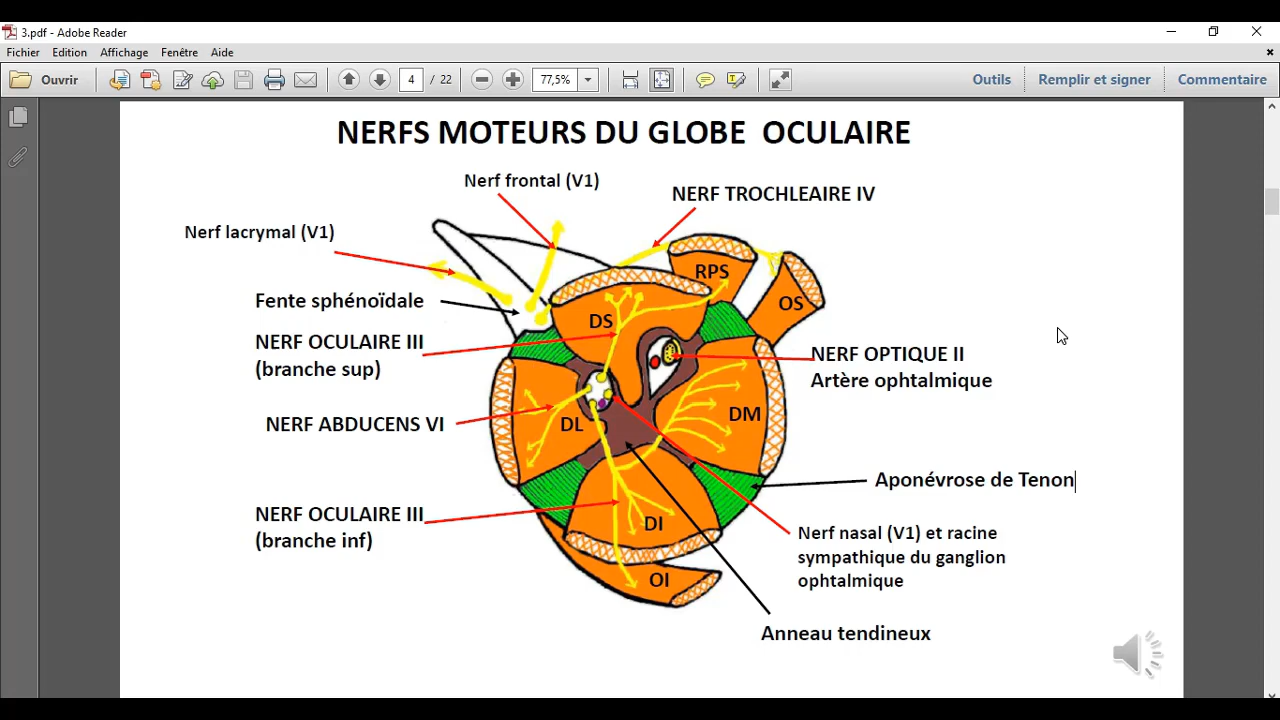 3.pdf - Adobe Reader
Fichier Edition Affichage Fenêtre Aide
Ouvrir
4 / 22
77,5%
Outils Remplir et signer Commentaire
NERFS MOTEURS DU GLOBE OCULAIRE
Nerf frontal (V1)
NERF TROCHLEAIRE IV
Nerf lacrymal (V1)
RPS
Fente sphénoïdale
OS
DS
NERF OCULAIRE III
(branche sup)
NERF OPTIQUE II
Artère ophtalmique
NERF ABDUCENS VI
DL
DM
Aponévrose de Tenon
NERF OCULAIRE III
(branche inf)
DI
Nerf nasal (V1) et racine
sympathique du ganglion
ophtalmique
OI
Anneau tendineux